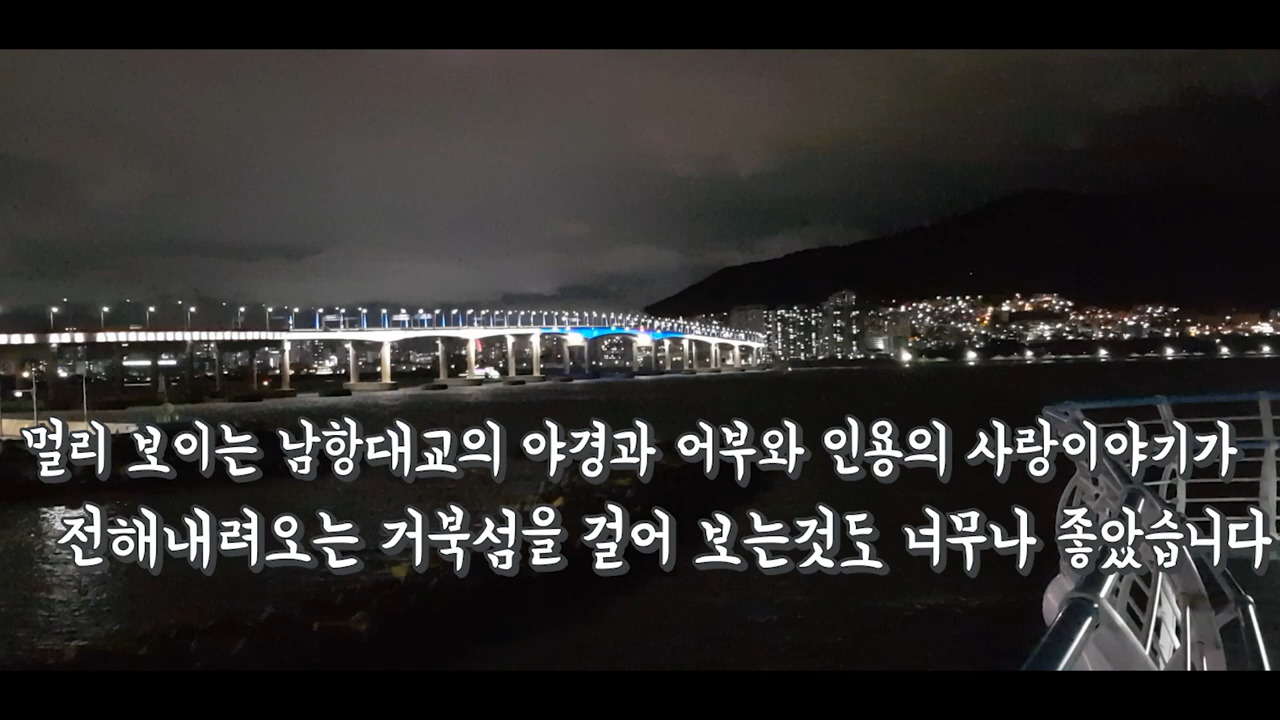 멀리 보이는 남항대교의 야경과 어부와 인용의 사랑이야기가
전해내려오는 거북섬을 걸어 보는것도 너무나 좋았습니다